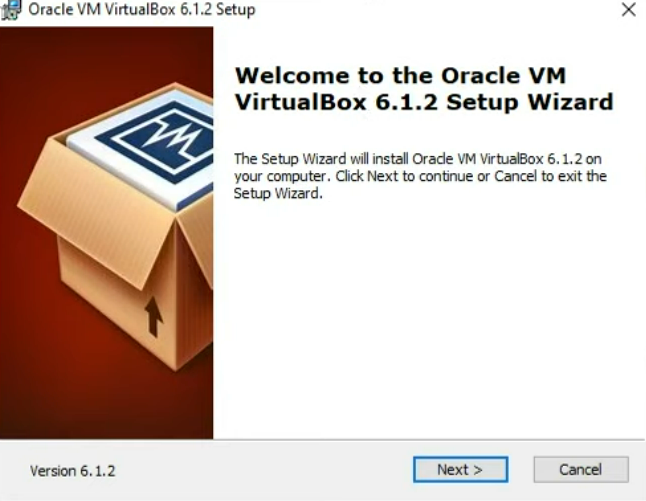 Oracle VM VirtualBox 6.1.2 Setup
Welcome to the Oracle VM
VirtualBox 6.1.2 Setup Wizard
The Setup Wizard will install Oracle VM VirtualBox 6.1.2 on
your computer. Click Next to continue or Cancel to exit the
Setup Wizard.
Version 6.1.2
Next >
Cancel